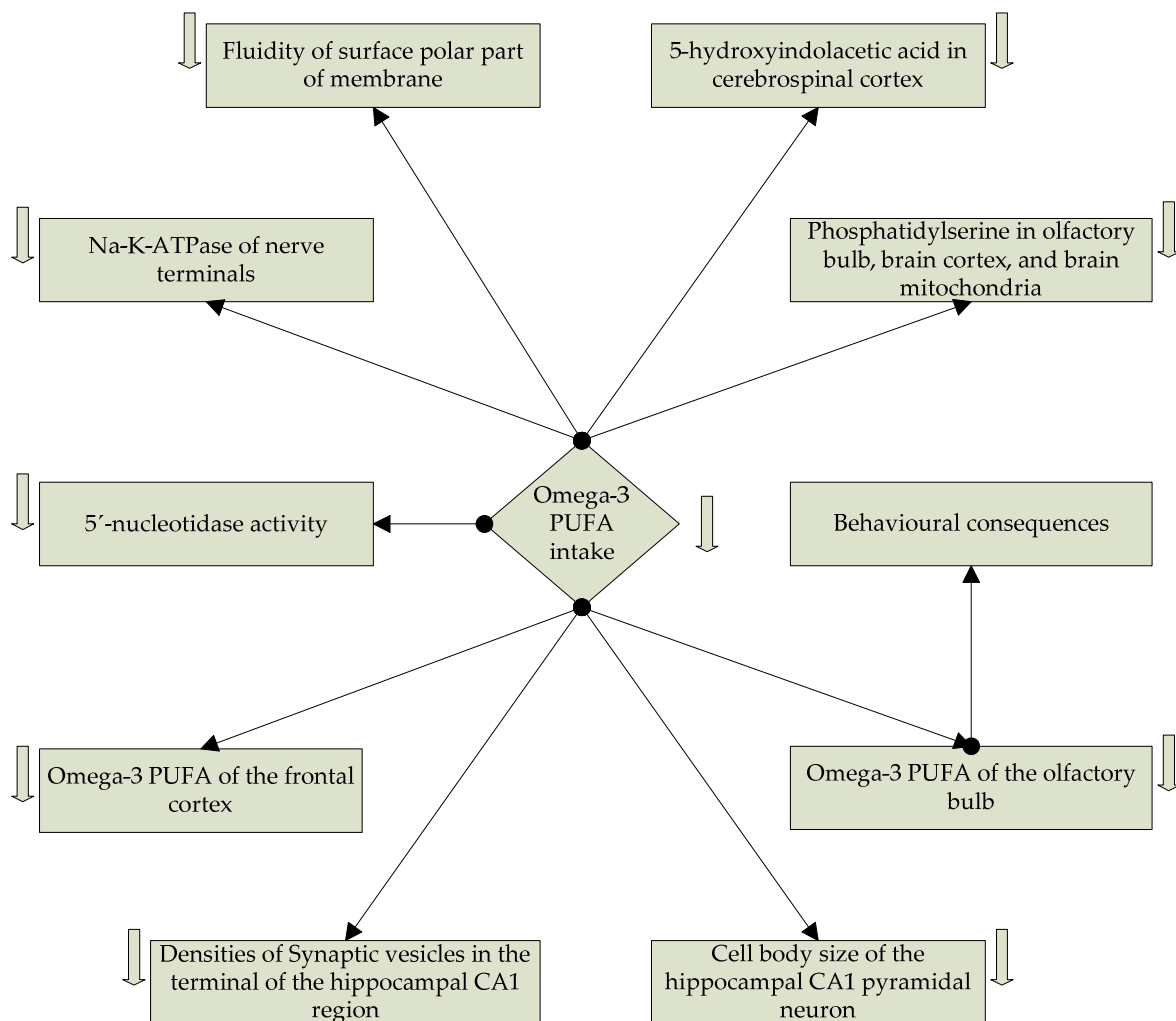 Fluidity of surface polar part
of membrane
5-hydroxyindolacetic acid in
cerebrospinal cortex
Na-K-ATPase of nerve
terminals
Phosphatidylserine in olfactory
bulb, brain cortex, and brain
mitochondria
5´-nucleotidase activity
Omega-3
PUFA
intake
Behavioural consequences
Omega-3 PUFA of the frontal
cortex
Omega-3 PUFA of the olfactory
bulb
Densities of Synaptic vesicles in the
terminal of the hippocampal CA1
region
Cell body size of the
hippocampal CA1 pyramidal
neuron